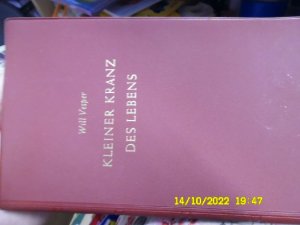 Will Vesper
KLEINER KRANZ
DES LEBENS
14/10/2022 19:47